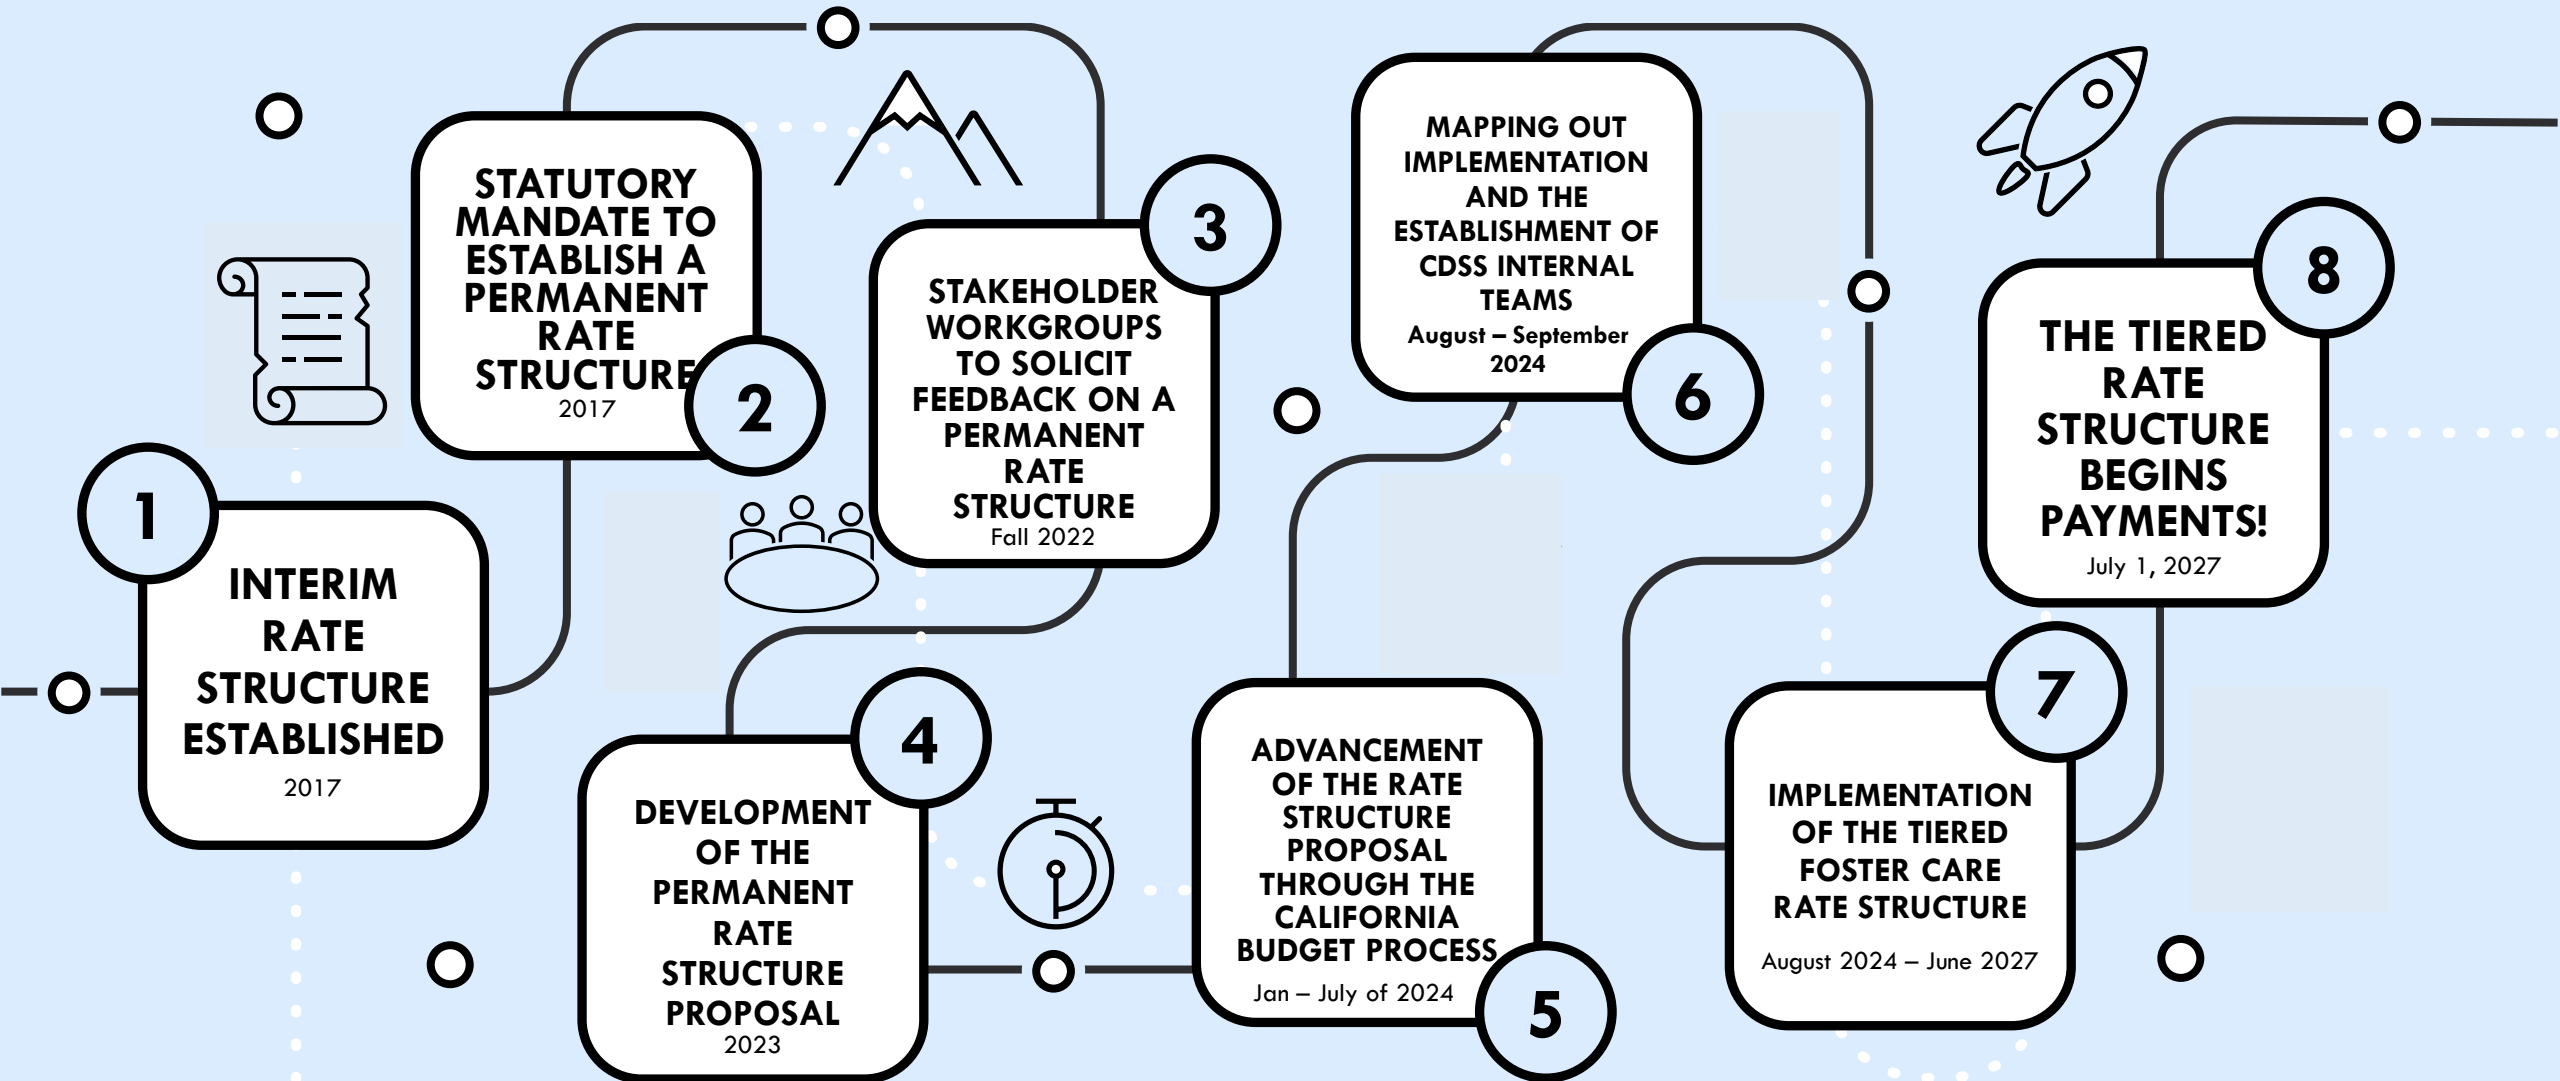 1
INTERIM
RATE
STRUCTURE
ESTABLISHED
2017
STATUTORY
MANDATE TO
ESTABLISH A
PERMANENT
RATE
STRUCTURE
2017
2
3
STAKEHOLDER
WORKGROUPS
TO SOLICIT
FEEDBACK ON A
PERMANENT
RATE
STRUCTURE
Fall 2022
4
DEVELOPMENT
OF THE
PERMANENT
RATE
STRUCTURE
PROPOSAL
2023
ADVANCEMENT
OF THE RATE
STRUCTURE
PROPOSAL
THROUGH THE
CALIFORNIA
BUDGET PROCESS
Jan – July of 2024
5
MAPPING OUT
IMPLEMENTATION
AND THE
ESTABLISHMENT OF
CDSS INTERNAL
TEAMS
August – September
2024
6
7
IMPLEMENTATION
OF THE TIERED
FOSTER CARE
RATE STRUCTURE
August 2024 – June 2027
8
THE TIERED
RATE
STRUCTURE
BEGINS
PAYMENTS!
July 1, 2027